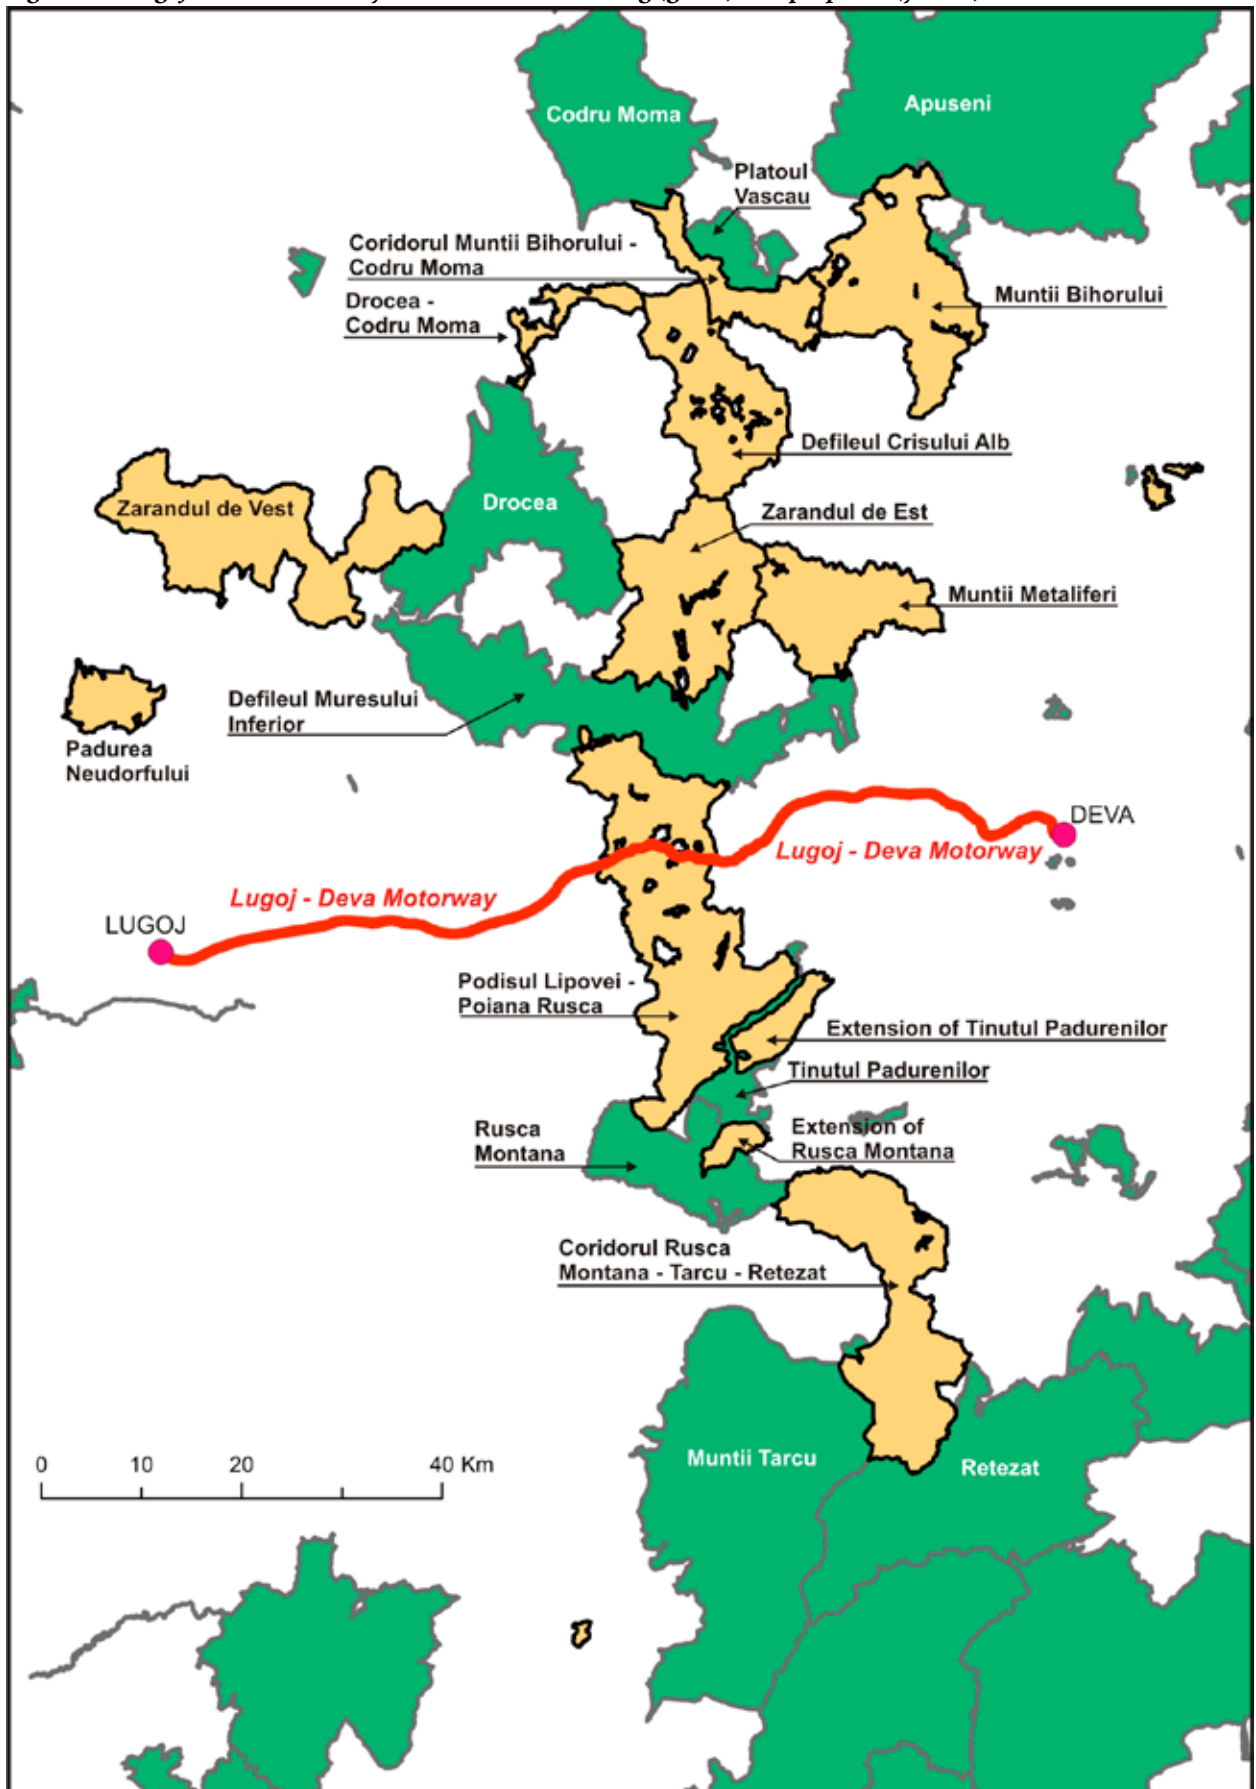 Codru Moma
Apuseni
Platoul
Vascau
Coridorul Muntii Bihorului -
Codru Moma
Muntii Bihorului
Drocea -
Codru Moma
Defileul Crisului Alb
Zarandul de Vest
Drocea
Zarandul de Est
Muntii Metaliferi
Defileul Muresului
Inferior
Padurea
Neudorfului
DEVA
Lugoj - Deva Motorway
Lugoj - Deva Motorway
LUGOJ
Podisul Lipovei -
Poiana Rusca
Extension of Tinutul Padurenilor
Tinutul Padurenilor
Rusca
Montana
Extension of
Rusca Montana
Coridorul Rusca
Montana - Tarcu - Retezat
Muntii Tarcu
Retezat
0 10 20 40 Km